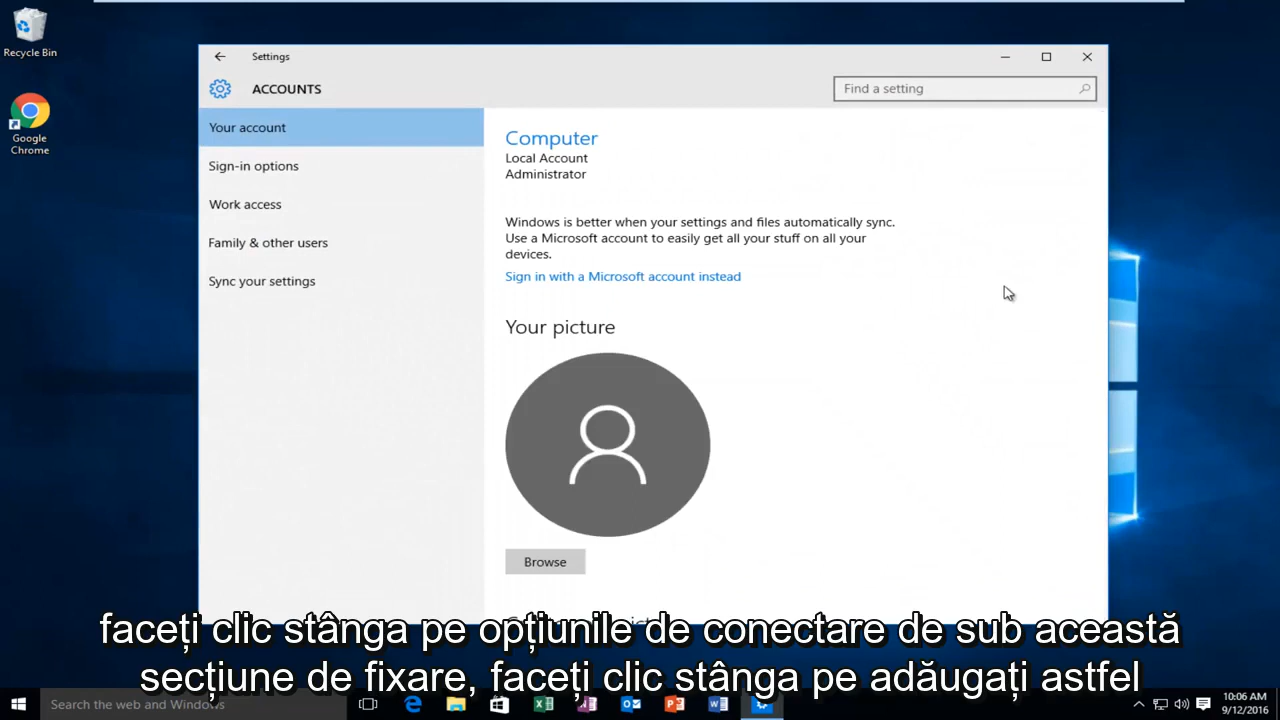 Recycle Bin
Google
Chrome
Settings
ACCOUNTS
Find a setting
Your account
Sign-in options
Work access
Family & other users
Sync your settings
Computer
Local Account
Administrator
Windows is better when your settings and files automatically sync.
Use a Microsoft account to easily get all your stuff on all your
devices.
Sign in with a Microsoft account instead
Your picture
Browse
faceți clic stânga pe opțiunile de conectare de sub această
secțiune de fixare, faceți clic stânga pe adăugați astfel
Search the web and Windows
10:06 AM
9/12/2016